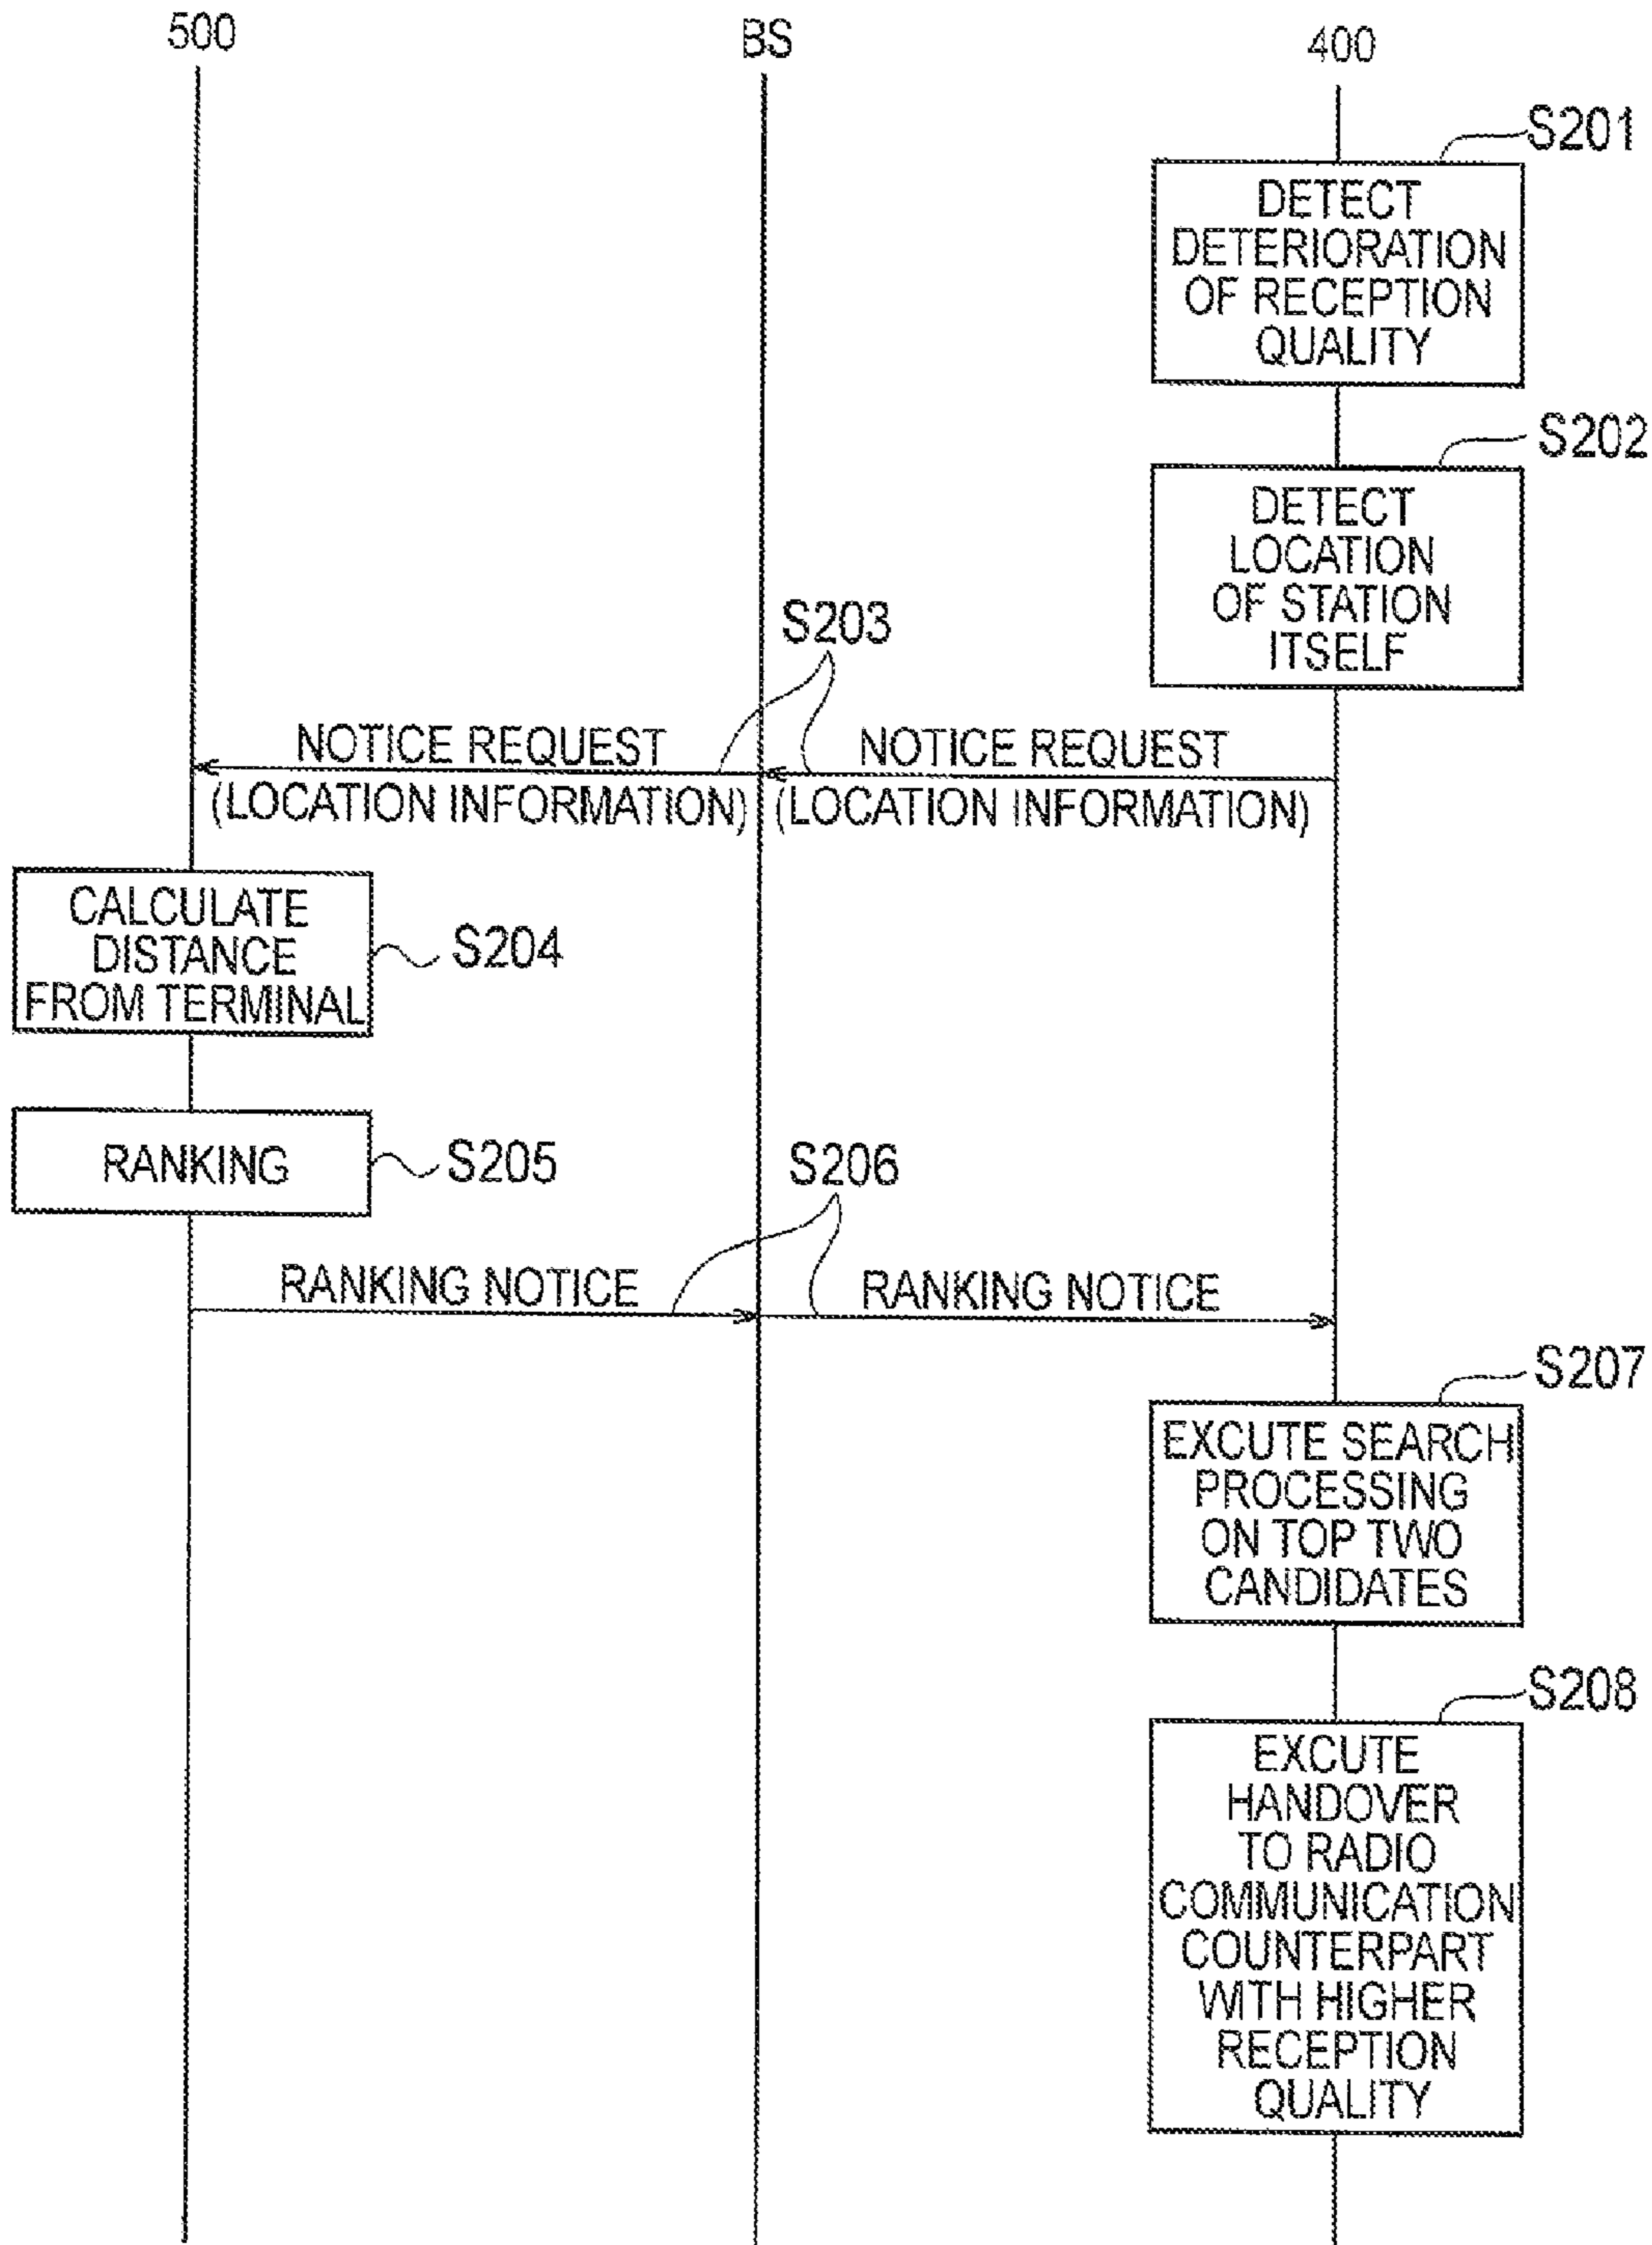 500
BS
400
S201
DETECT
DETERIORATION
OF RECEPTION
QUALITY
S202
DETECT
LOCATION
OF STATION
ITSELF
S203
NOTICE REQUEST
(LOCATION INFORMATION)
NOTICE REQUEST
(LOCATION INFORMATION)
CALCULATE
DISTANCE
FROM TERMINAL
S204
RANKING
S205
S206
RANKING NOTICE
RANKING NOTICE
S207
EXCUTE SEARCH
PROCESSING
ON TOP TWO
CANDIDATES
S208
EXCUTE
HANDOVER
TO RADIO
COMMUNICATION
COUNTERPART
WITH HIGHER
RECEPTION
QUALITY